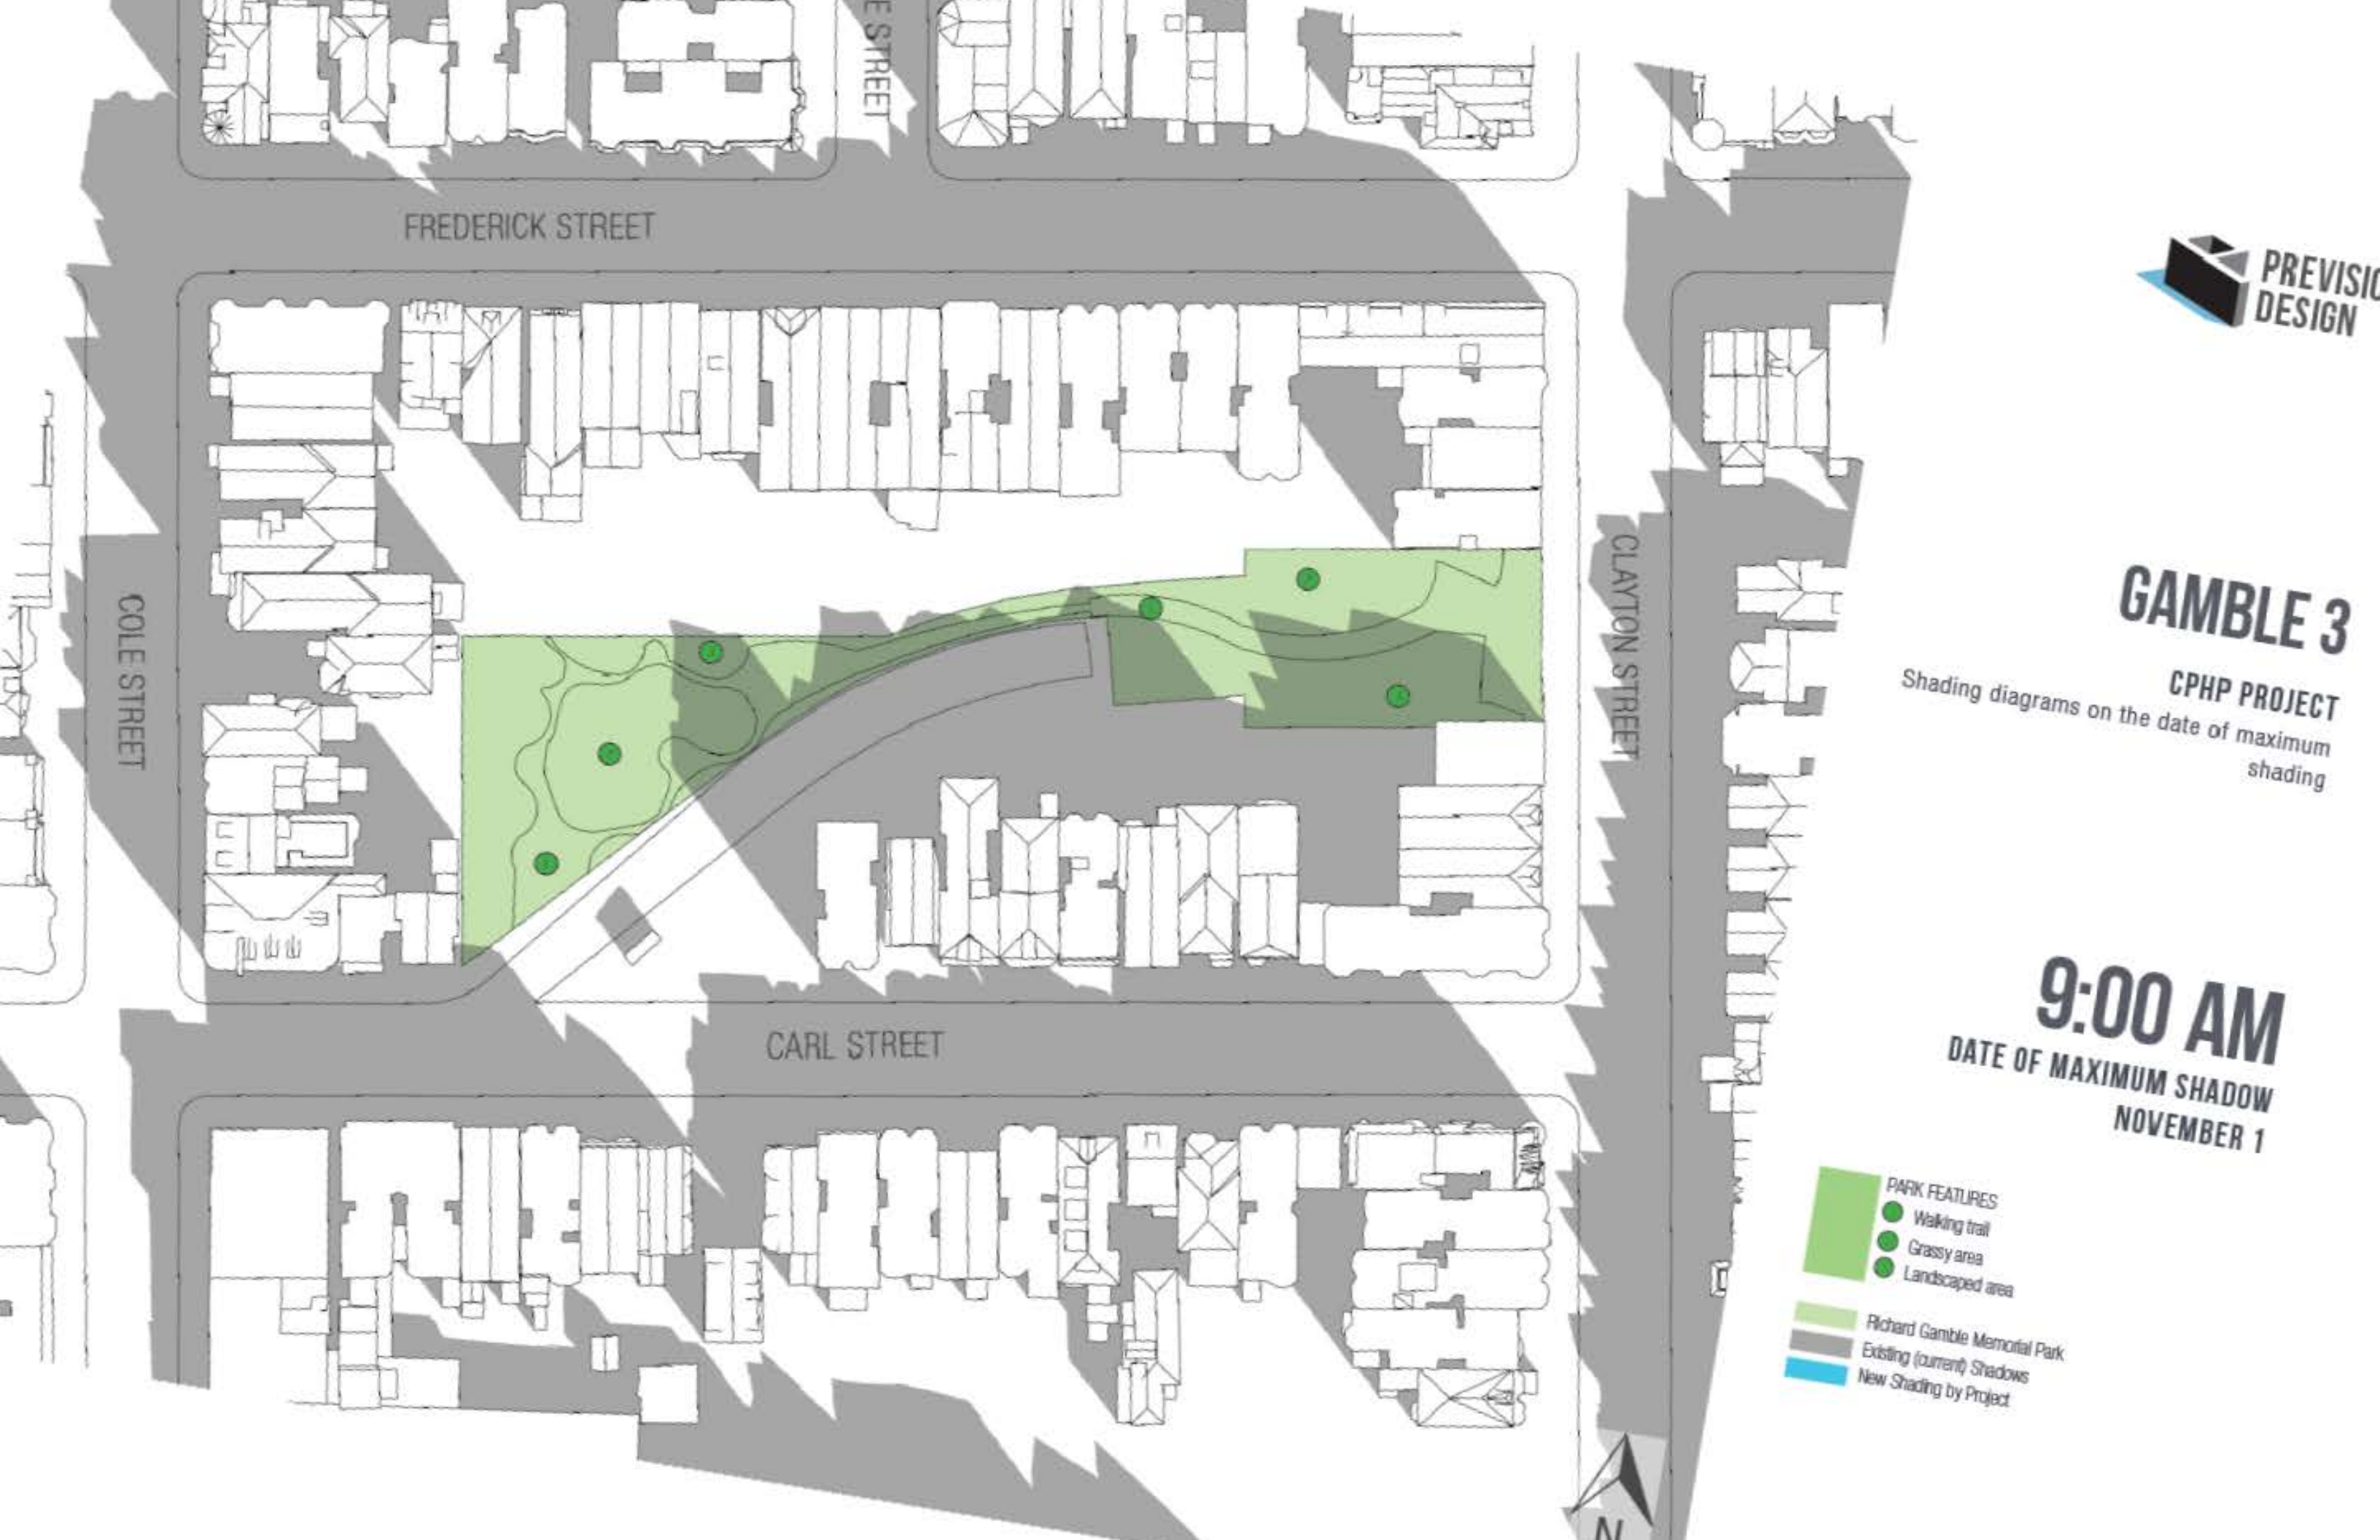 E STREET
FREDERICK STREET
COLE STREET
CLAYTON STREET
CARL STREET
DESIGN
GAMBLE 3
CPHP PROJECT
Shading diagrams on the date of maximum
shading
9:00 AM
DATE OF MAXIMUM SHADOW
NOVEMBER 1
PARK FEATURES
Walking trail
Grassy area
Landscaped area
Richard Gamble Memorial Park
Existing (current) Shadows
New Shading by Project
N